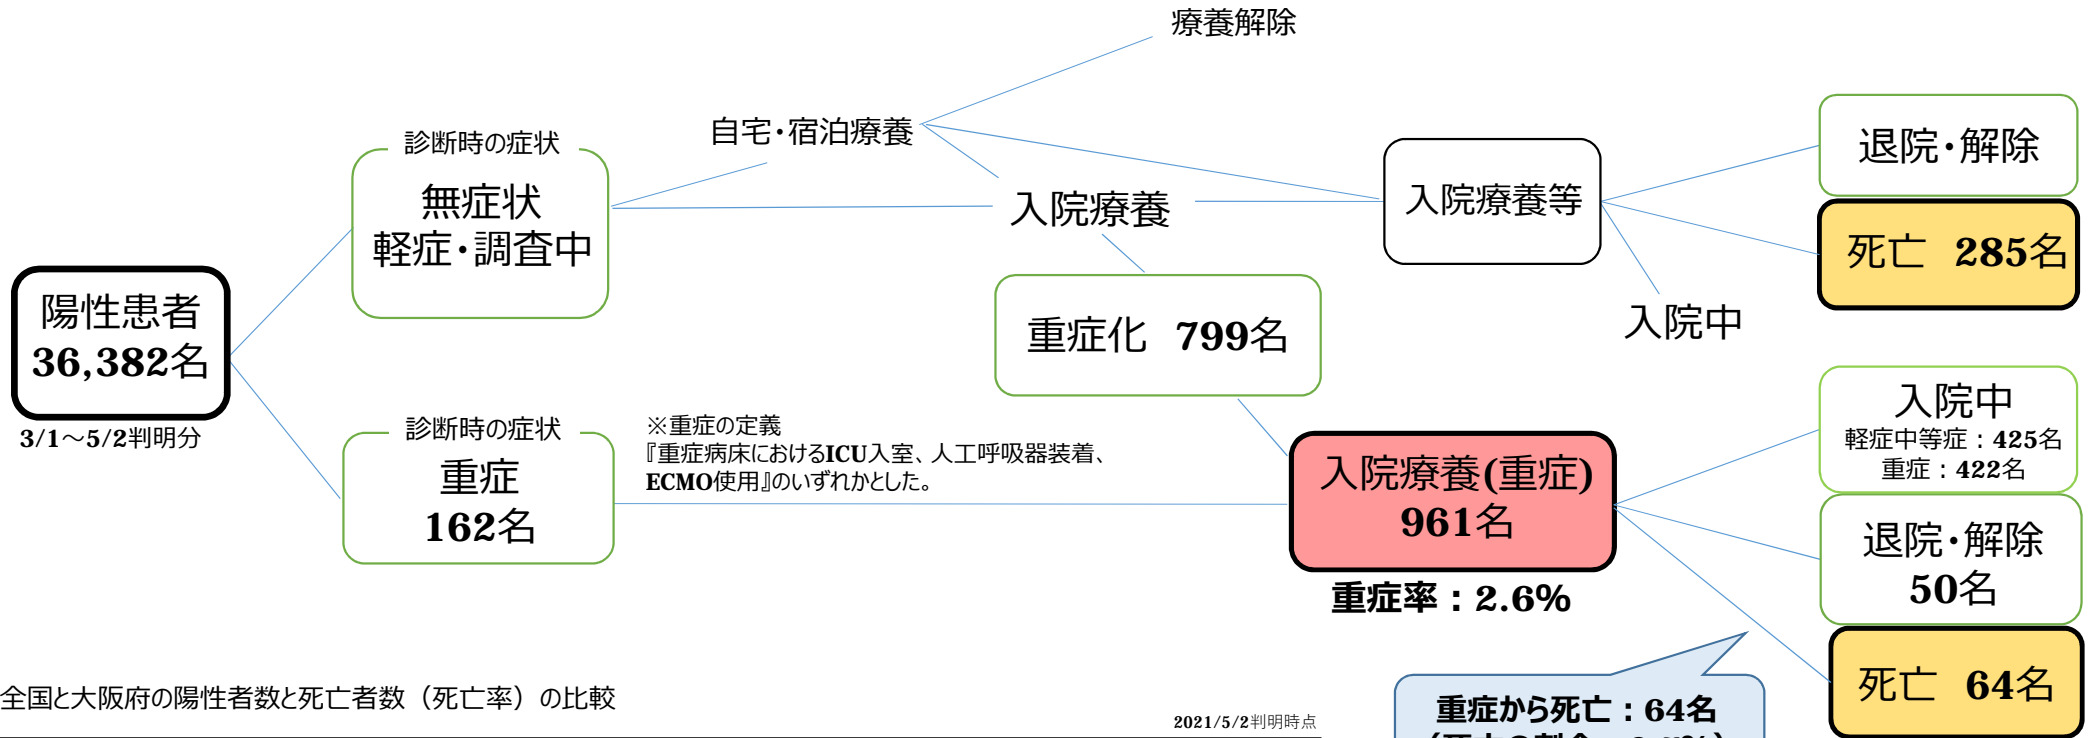 療養解除
自宅・宿泊療養
診断時の症状
無症状
軽症・調査中
入院療養
入院療養等
退院・解除
死亡 285名
入院中
陽性患者
36,382名
3/1~5/2判明分
重症化 799名
診断時の症状
重症
162名
※重症の定義
『重症病床におけるICU入室、人工呼吸器装着、
ECMO使用』のいずれかとした。
入院療養(重症)
961名
重症率:2.6%
入院中
軽症中等症:425名
重症:422名
退院・解除
50名
死亡 64名
重症から死亡:64名
全国と大阪府の陽性者数と死亡者数(死亡率)の比較
2021/5/2判明時点